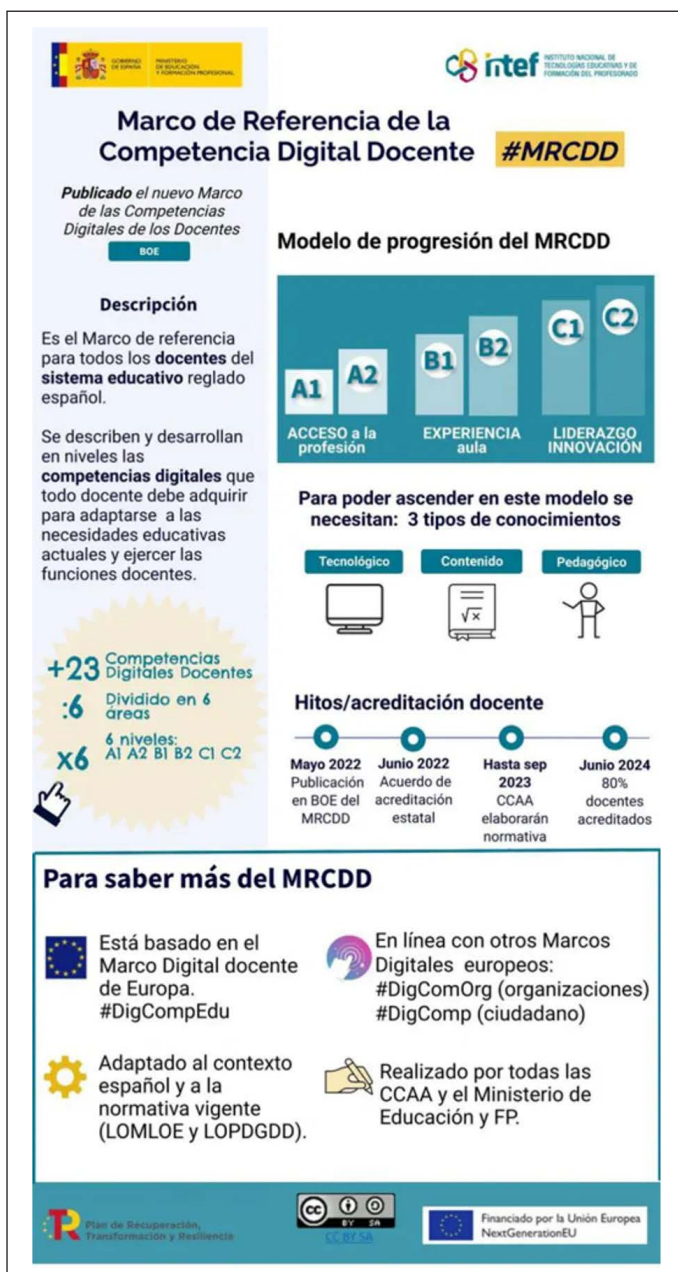 GOBIERNO
DE ESPAÑA
MINISTERIO
DE EDUCACIÓN
Y FORMACIÓN PROFESIONAL
intef
INSTITUTO NACIONAL DE
TECNOLOGÍAS EDUCATIVAS Y DE
FORMACIÓN DEL PROFESORADO
Marco de Referencia de la
Competencia Digital Docente
#MRCDD
Publicado el nuevo Marco
de las Competencias
Digitales de los Docentes
BOE
Descripción
Es el Marco de referencia
para todos los docentes del
sistema educativo reglado
español.
Se describen y desarrollan
en niveles las
competencias digitales que
todo docente debe adquirir
para adaptarse a las
necesidades educativas
actuales y ejercer las
funciones docentes.
+23 Competencias
Digitales Docentes
:6 Dividido en 6
áreas
x6 6 niveles:
A1 A2 B1 B2 C1 C2
Modelo de progresión del MRCDD
A1 A2 B1 B2 C1 C2
ACCESO a la
profesión
EXPERIENCIA
aula
LIDERAZGO
INNOVACIÓN
Para poder ascender en este modelo se
necesitan: 3 tipos de conocimientos
Tecnológico
Contenido
Pedagógico
√x
Hitos/acreditación docente
Mayo 2022
Publicación
en BOE del
MRCDD
Junio 2022
Acuerdo de
acreditación
estatal
Hasta sep
2023
CCAA
elaborarán
normativa
Junio 2024
80%
docentes
acreditados
Para saber más del MRCDD
Está basado en el
Marco Digital docente
de Europa.
#DigCompEdu
En línea con otros Marcos
Digitales europeos:
#DigComOrg (organizaciones)
#DigComp (ciudadano)
Adaptado al contexto
español y a la
normativa vigente
(LOMLOE y LOPDGDD).
Realizado por todas las
CCAA y el Ministerio de
Educación y FP.
Plan de Recuperación,
Transformación y Resiliencia
cc
BY SA
CC BY SA
Financiado por la Unión Europea
NextGenerationEU